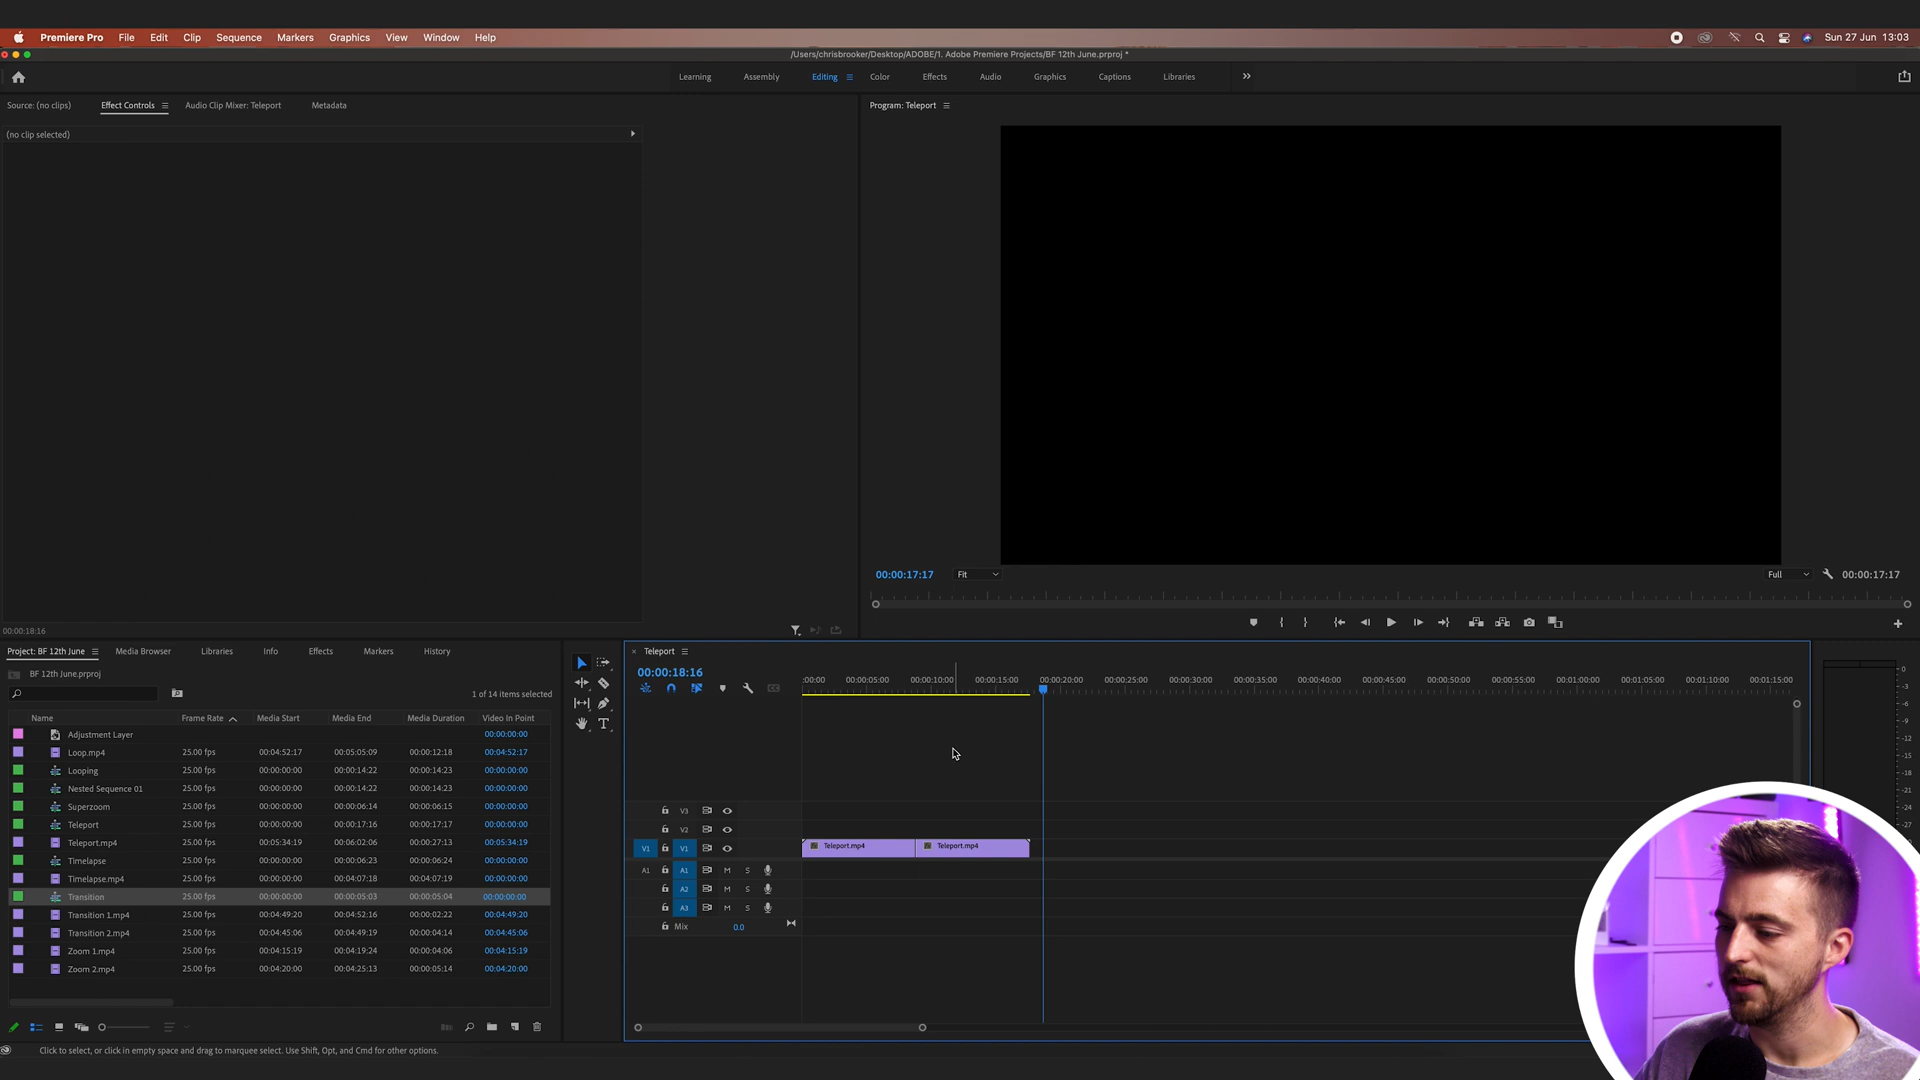 Premiere Pro File Edit Clip Sequence Markers Graphics View Window Help Sun 27 Jun 13:03
/Users/chrisbrooker/Desktop/ADOBE/1. Adobe Premiere Projects/BF 12th June.prproj *
Learning Assembly Editing Color Effects Audio Graphics Captions Libraries
Source: (no clips) Effect Controls Audio Clip Mixer: Teleport Metadata
Program: Teleport
(no clip selected)
00:00:17:17 Fit Full 00:00:17:17
00:00:18:16
Project: BF 12th June Media Browser Libraries Info Effects Markers History
BF 12th June.prproj
1 of 14 items selected
Name Frame Rate Media Start Media End Media Duration Video In Point
Adjustment Layer 00:00:00:00
Loop.mp4 25.00 fps 00:04:52:17 00:05:05:09 00:00:12:18 00:04:52:17
Looping 25.00 fps 00:00:00:00 00:00:14:22 00:00:14:23 00:00:00:00
Nested Sequence 01 25.00 fps 00:00:00:00 00:00:14:22 00:00:14:23 00:00:00:00
Superzoom 25.00 fps 00:00:00:00 00:00:06:14 00:00:06:15 00:00:00:00
Teleport 25.00 fps 00:00:00:00 00:00:17:16 00:00:17:17 00:00:00:00
Teleport.mp4 25.00 fps 00:05:34:19 00:06:02:06 00:00:27:13 00:05:34:19
Timelapse 25.00 fps 00:00:00:00 00:00:06:23 00:00:06:24 00:00:00:00
Timelapse.mp4 25.00 fps 00:00:00:00 00:04:07:18 00:04:07:19 00:00:00:00
Transition 25.00 fps 00:00:00:00 00:00:05:03 00:00:05:04 00:00:00:00
Transition 1.mp4 25.00 fps 00:04:49:20 00:04:52:16 00:00:02:22 00:04:49:20
Transition 2.mp4 25.00 fps 00:04:45:06 00:04:49:19 00:00:04:14 00:04:45:06
Zoom 1.mp4 25.00 fps 00:04:15:19 00:04:19:24 00:00:04:06 00:04:15:19
Zoom 2.mp4 25.00 fps 00:04:20:00 00:04:25:13 00:00:05:14 00:04:20:00
Teleport
00:00:18:16
:00:00 00:00:05:00 00:00:10:00 00:00:15:00 00:00:20:00 00:00:25:00 00:00:30:00 00:00:35:00 00:00:40:00 00:00:45:00 00:00:50:00 00:00:55:00 00:01:00:00 00:01:05:00 00:01:10:00 00:01:15:00
V3
V2
V1 V1 Teleport.mp4 Teleport.mp4
A1 A1 M S
A2 M S
A3 M S
Mix 0.0
0
-3
-6
-9
-12
-15
-18
-21
-24
-27
Click to select, or click in empty space and drag to marquee select. Use Shift, Opt, and Cmd for other options.